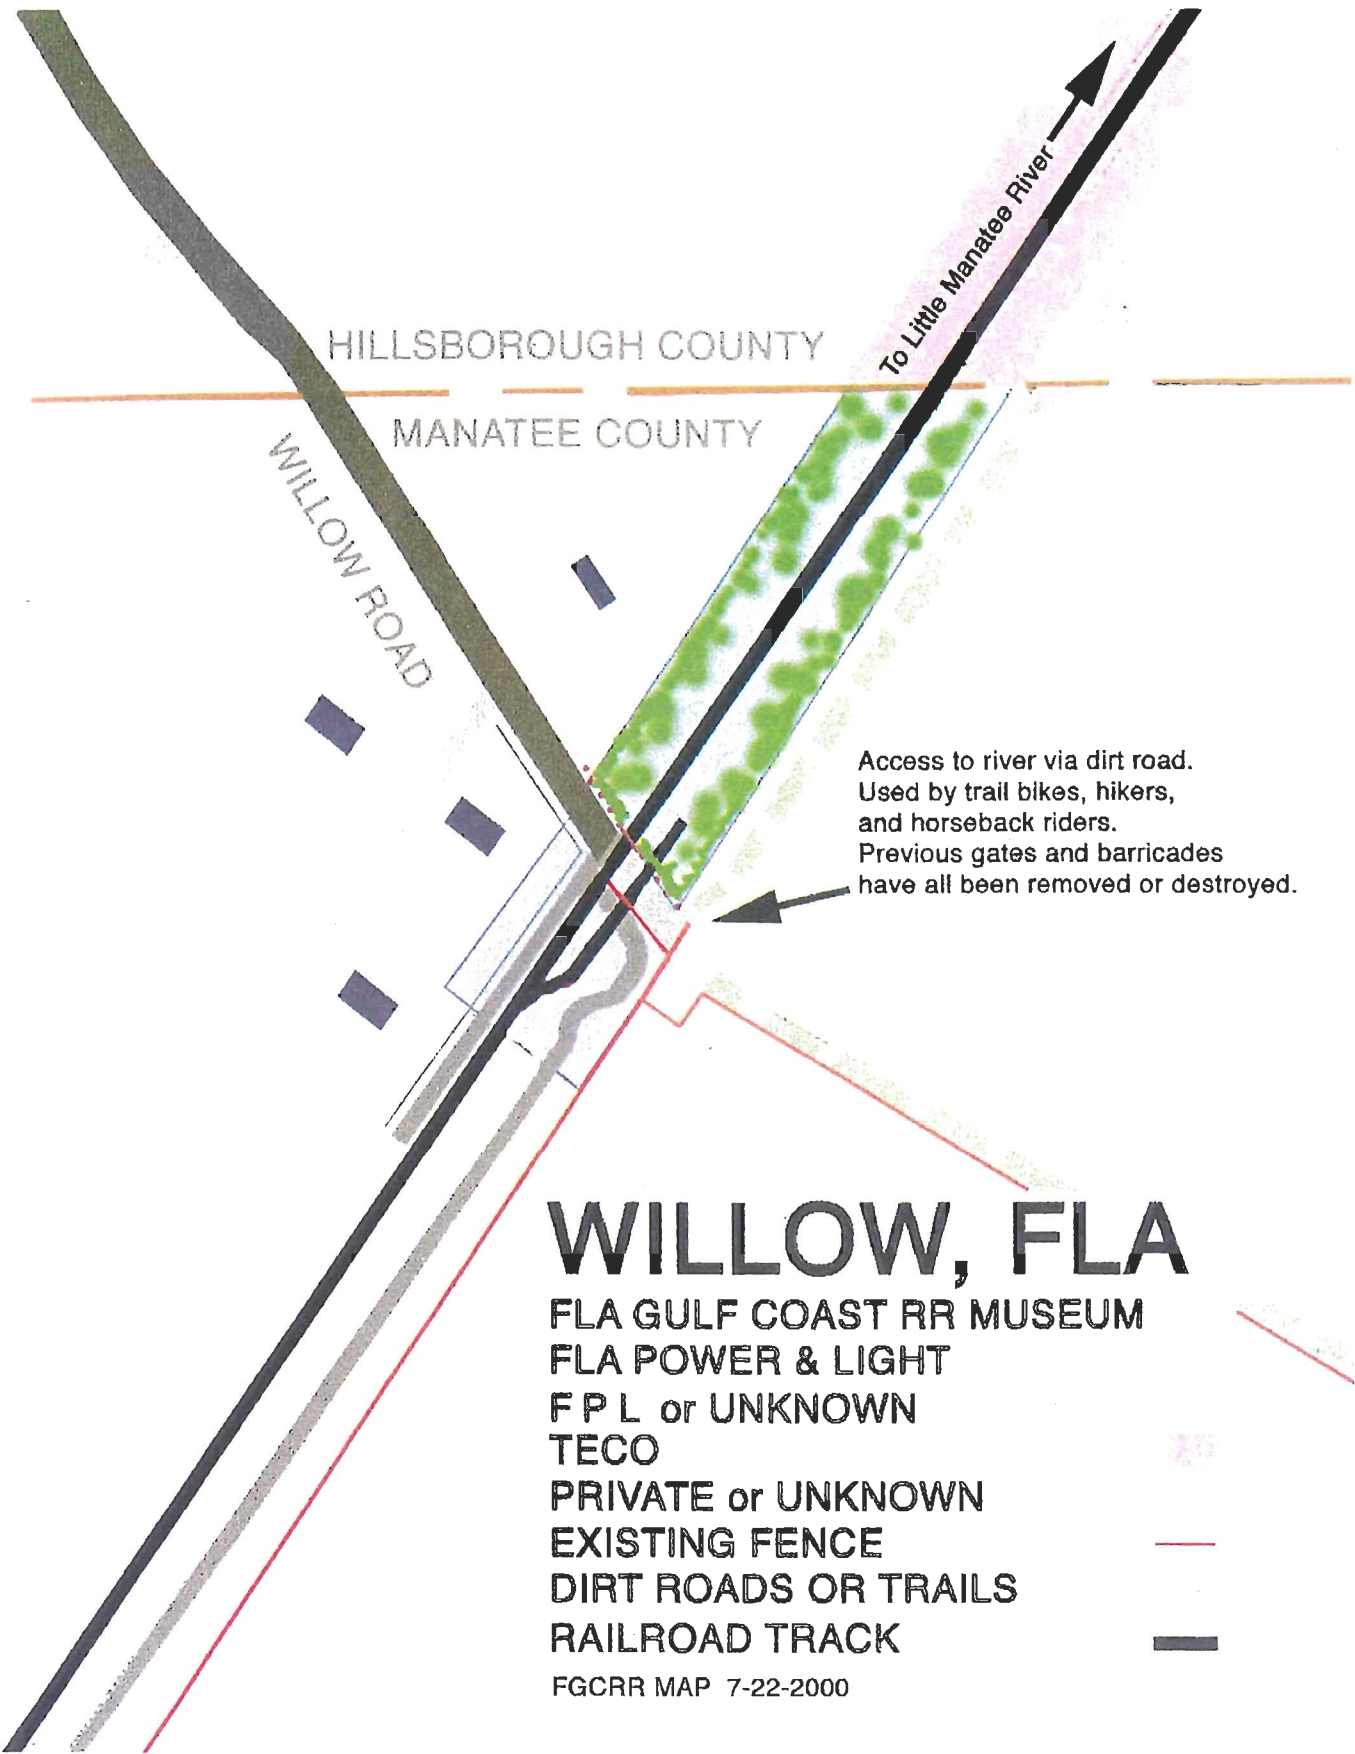 To Little Manatee River
HILLSBOROUGH COUNTY
MANATEE COUNTY
WILLOW ROAD
Access to river via dirt road.
Used by trail bikes, hikers,
and horseback riders.
Previous gates and barricades
have all been removed or destroyed.
WILLOW, FLA
FLA GULF COAST RR MUSEUM
FLA POWER & LIGHT
F P L or UNKNOWN
TECO
PRIVATE or UNKNOWN
EXISTING FENCE
DIRT ROADS OR TRAILS
RAILROAD TRACK
FGCRR MAP 7-22-2000